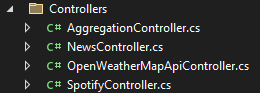 Controllers
C# AggregationController.cs
C# NewsController.cs
C# OpenWeatherMapApiController.cs
C# SpotifyController.cs